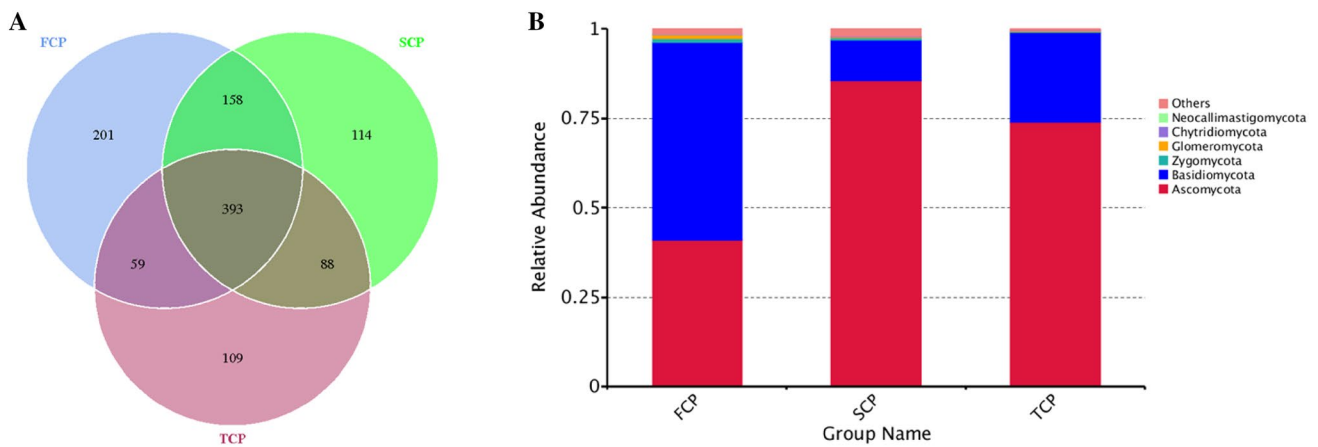 A
FCP
SCP
158
201
114
393
59
88
109
TCP
B
Relative Abundance
1
0.75
0.5
0.25
0
FCP
SCP
TCP
Group Name
Others
Neocallimastigomycota
Chytridiomycota
Glomeromycota
Zygomycota
Basidiomycota
Ascomycota